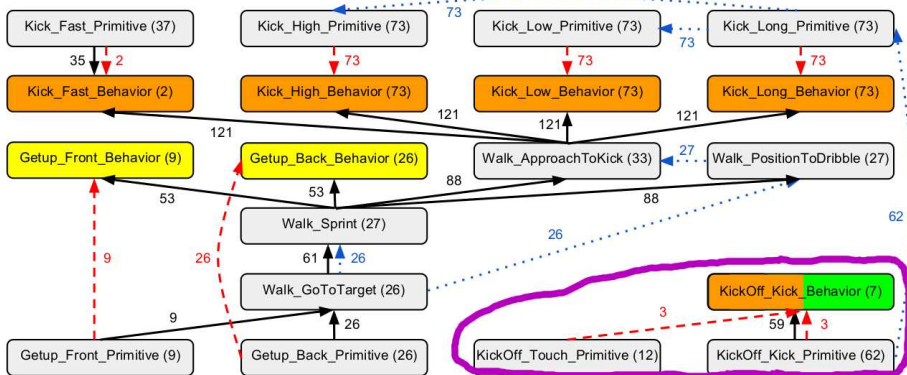 73
Kick_Fast_Primitive (37) Kick_High_Primitive (73) Kick_Low_Primitive (73) Kick_Long_Primitive (73)
73
35 2 73 73 73
Kick_Fast_Behavior (2) Kick_High_Behavior (73) Kick_Low_Behavior (73) Kick_Long_Behavior (73)
121 121 121 121
Getup_Front_Behavior (9) Getup_Back_Behavior (26) Walk_ApproachToKick (33) 27 Walk_PositionToDribble (27)
53 53 88 88
Walk_Sprint (27) 62
26
9 26 61 26
Walk_GoToTarget (26) KickOff_Kick_Behavior (7)
9 26 3 59 3
Getup_Front_Primitive (9) Getup_Back_Primitive (26) KickOff_Touch_Primitive (12) KickOff_Kick_Primitive (62)